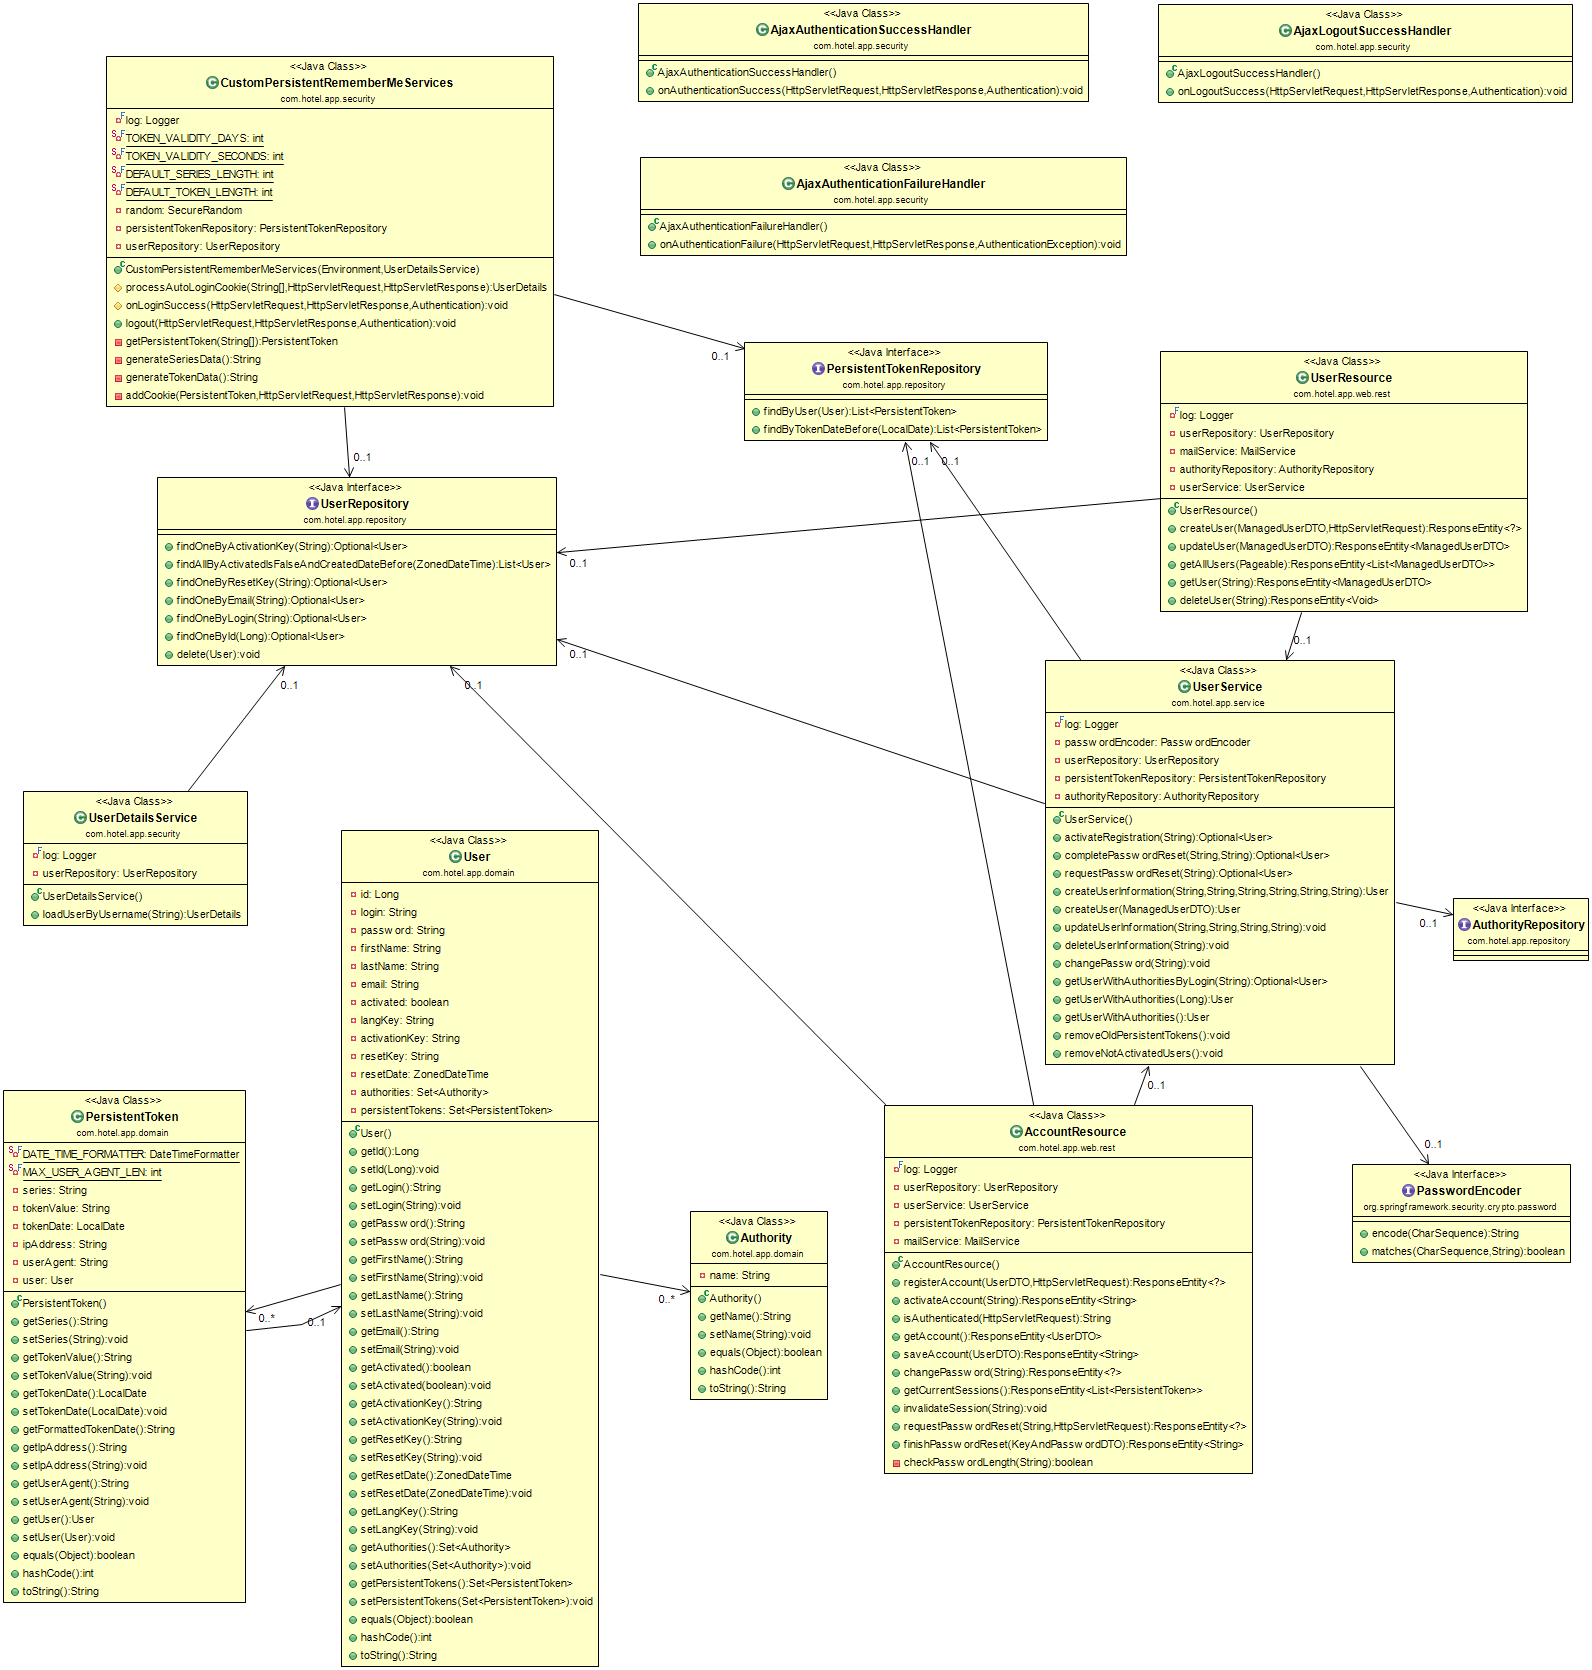 <<Java Class>>
AjaxAuthenticationSuccessHandler
com.hotel.app.security
AjaxAuthenticationSuccessHandler()
onAuthenticationSuccess(HttpServletRequest,HttpServletResponse,Authentication):void
<<Java Class>>
AjaxLogoutSuccessHandler
com.hotel.app.security
AjaxLogoutSuccessHandler()
onLogoutSuccess(HttpServletRequest,HttpServletResponse,Authentication):void
<<Java Class>>
CustomPersistentRememberMeServices
com.hotel.app.security
log: Logger
TOKEN_VALIDITY_DAYS: int
TOKEN_VALIDITY_SECONDS: int
DEFAULT_SERIES_LENGTH: int
DEFAULT_TOKEN_LENGTH: int
random: SecureRandom
persistentTokenRepository: PersistentTokenRepository
userRepository: UserRepository
CustomPersistentRememberMeServices(Environment,UserDetailsService)
processAutoLoginCookie(String[],HttpServletRequest,HttpServletResponse):UserDetails
onLoginSuccess(HttpServletRequest,HttpServletResponse,Authentication):void
logout(HttpServletRequest,HttpServletResponse,Authentication):void
getPersistentToken(String[]):PersistentToken
generateSeriesData():String
generateTokenData():String
addCookie(PersistentToken,HttpServletRequest,HttpServletResponse):void
<<Java Class>>
AjaxAuthenticationFailureHandler
com.hotel.app.security
AjaxAuthenticationFailureHandler()
onAuthenticationFailure(HttpServletRequest,HttpServletResponse,AuthenticationException):void
0..1
<<Java Interface>>
PersistentTokenRepository
com.hotel.app.repository
findByUser(User):List<PersistentToken>
findByTokenDateBefore(LocalDate):List<PersistentToken>
0..1
0..1
<<Java Class>>
UserResource
com.hotel.app.web.rest
log: Logger
userRepository: UserRepository
mailService: MailService
authorityRepository: AuthorityRepository
userService: UserService
UserResource()
createUser(ManagedUserDTO,HttpServletRequest):ResponseEntity<?>
updateUser(ManagedUserDTO):ResponseEntity<ManagedUserDTO>
getAllUsers(Pageable):ResponseEntity<List<ManagedUserDTO>>
getUser(String):ResponseEntity<ManagedUserDTO>
deleteUser(String):ResponseEntity<Void>
0..1
0..1
<<Java Interface>>
UserRepository
com.hotel.app.repository
findOneByActivationKey(String):Optional<User>
findAllByActivatedIsFalseAndCreatedDateBefore(ZonedDateTime):List<User>
findOneByResetKey(String):Optional<User>
findOneByEmail(String):Optional<User>
findOneByLogin(String):Optional<User>
findOneById(Long):Optional<User>
delete(User):void
0..1
0..1
0..1
0..1
<<Java Class>>
UserService
com.hotel.app.service
log: Logger
passwordEncoder: PasswordEncoder
userRepository: UserRepository
persistentTokenRepository: PersistentTokenRepository
authorityRepository: AuthorityRepository
UserService()
activateRegistration(String):Optional<User>
completePasswordReset(String,String):Optional<User>
requestPasswordReset(String):Optional<User>
createUserInformation(String,String,String,String,String,String):User
createUser(ManagedUserDTO):User
updateUserInformation(String,String,String,String):void
deleteUserInformation(String):void
changePassword(String):void
getUserWithAuthoritiesByLogin(String):Optional<User>
getUserWithAuthorities(Long):User
getUserWithAuthorities():User
removeOldPersistentTokens():void
removeNotActivatedUsers():void
0..1
<<Java Interface>>
AuthorityRepository
com.hotel.app.repository
<<Java Class>>
UserDetailsService
com.hotel.app.security
log: Logger
userRepository: UserRepository
UserDetailsService()
loadUserByUsername(String):UserDetails
<<Java Class>>
User
com.hotel.app.domain
id: Long
login: String
password: String
firstName: String
lastName: String
email: String
activated: boolean
langKey: String
activationKey: String
resetKey: String
resetDate: ZonedDateTime
authorities: Set<Authority>
persistentTokens: Set<PersistentToken>
User()
getId():Long
setId(Long):void
getLogin():String
setLogin(String):void
getPassword():String
setPassword(String):void
getFirstName():String
setFirstName(String):void
getLastName():String
setLastName(String):void
getEmail():String
setEmail(String):void
getActivated():boolean
setActivated(boolean):void
getActivationKey():String
setActivationKey(String):void
getResetKey():String
setResetKey(String):void
getResetDate():ZonedDateTime
setResetDate(ZonedDateTime):void
getLangKey():String
setLangKey(String):void
getAuthorities():Set<Authority>
setAuthorities(Set<Authority>):void
getPersistentTokens():Set<PersistentToken>
setPersistentTokens(Set<PersistentToken>):void
equals(Object):boolean
hashCode():int
toString():String
<<Java Class>>
PersistentToken
com.hotel.app.domain
DATE_TIME_FORMATTER: DateTimeFormatter
MAX_USER_AGENT_LEN: int
series: String
tokenValue: String
tokenDate: LocalDate
ipAddress: String
userAgent: String
user: User
PersistentToken()
getSeries():String
setSeries(String):void
getTokenValue():String
setTokenValue(String):void
getTokenDate():LocalDate
setTokenDate(LocalDate):void
getFormattedTokenDate():String
getIpAddress():String
setIpAddress(String):void
getUserAgent():String
setUserAgent(String):void
getUser():User
setUser(User):void
equals(Object):boolean
hashCode():int
toString():String
0..*
0..1
0..*
<<Java Class>>
Authority
com.hotel.app.domain
name: String
Authority()
getName():String
setName(String):void
equals(Object):boolean
hashCode():int
toString():String
0..1
<<Java Class>>
AccountResource
com.hotel.app.web.rest
log: Logger
userRepository: UserRepository
userService: UserService
persistentTokenRepository: PersistentTokenRepository
mailService: MailService
AccountResource()
registerAccount(UserDTO,HttpServletRequest):ResponseEntity<?>
activateAccount(String):ResponseEntity<String>
isAuthenticated(HttpServletRequest):String
getAccount():ResponseEntity<UserDTO>
saveAccount(UserDTO):ResponseEntity<String>
changePassword(String):ResponseEntity<?>
getCurrentSessions():ResponseEntity<List<PersistentToken>>
invalidateSession(String):void
requestPasswordReset(String,HttpServletRequest):ResponseEntity<?>
finishPasswordReset(KeyAndPasswordDTO):ResponseEntity<String>
checkPasswordLength(String):boolean
0..1
<<Java Interface>>
PasswordEncoder
org.springframework.security.crypto.password
encode(CharSequence):String
matches(CharSequence,String):boolean